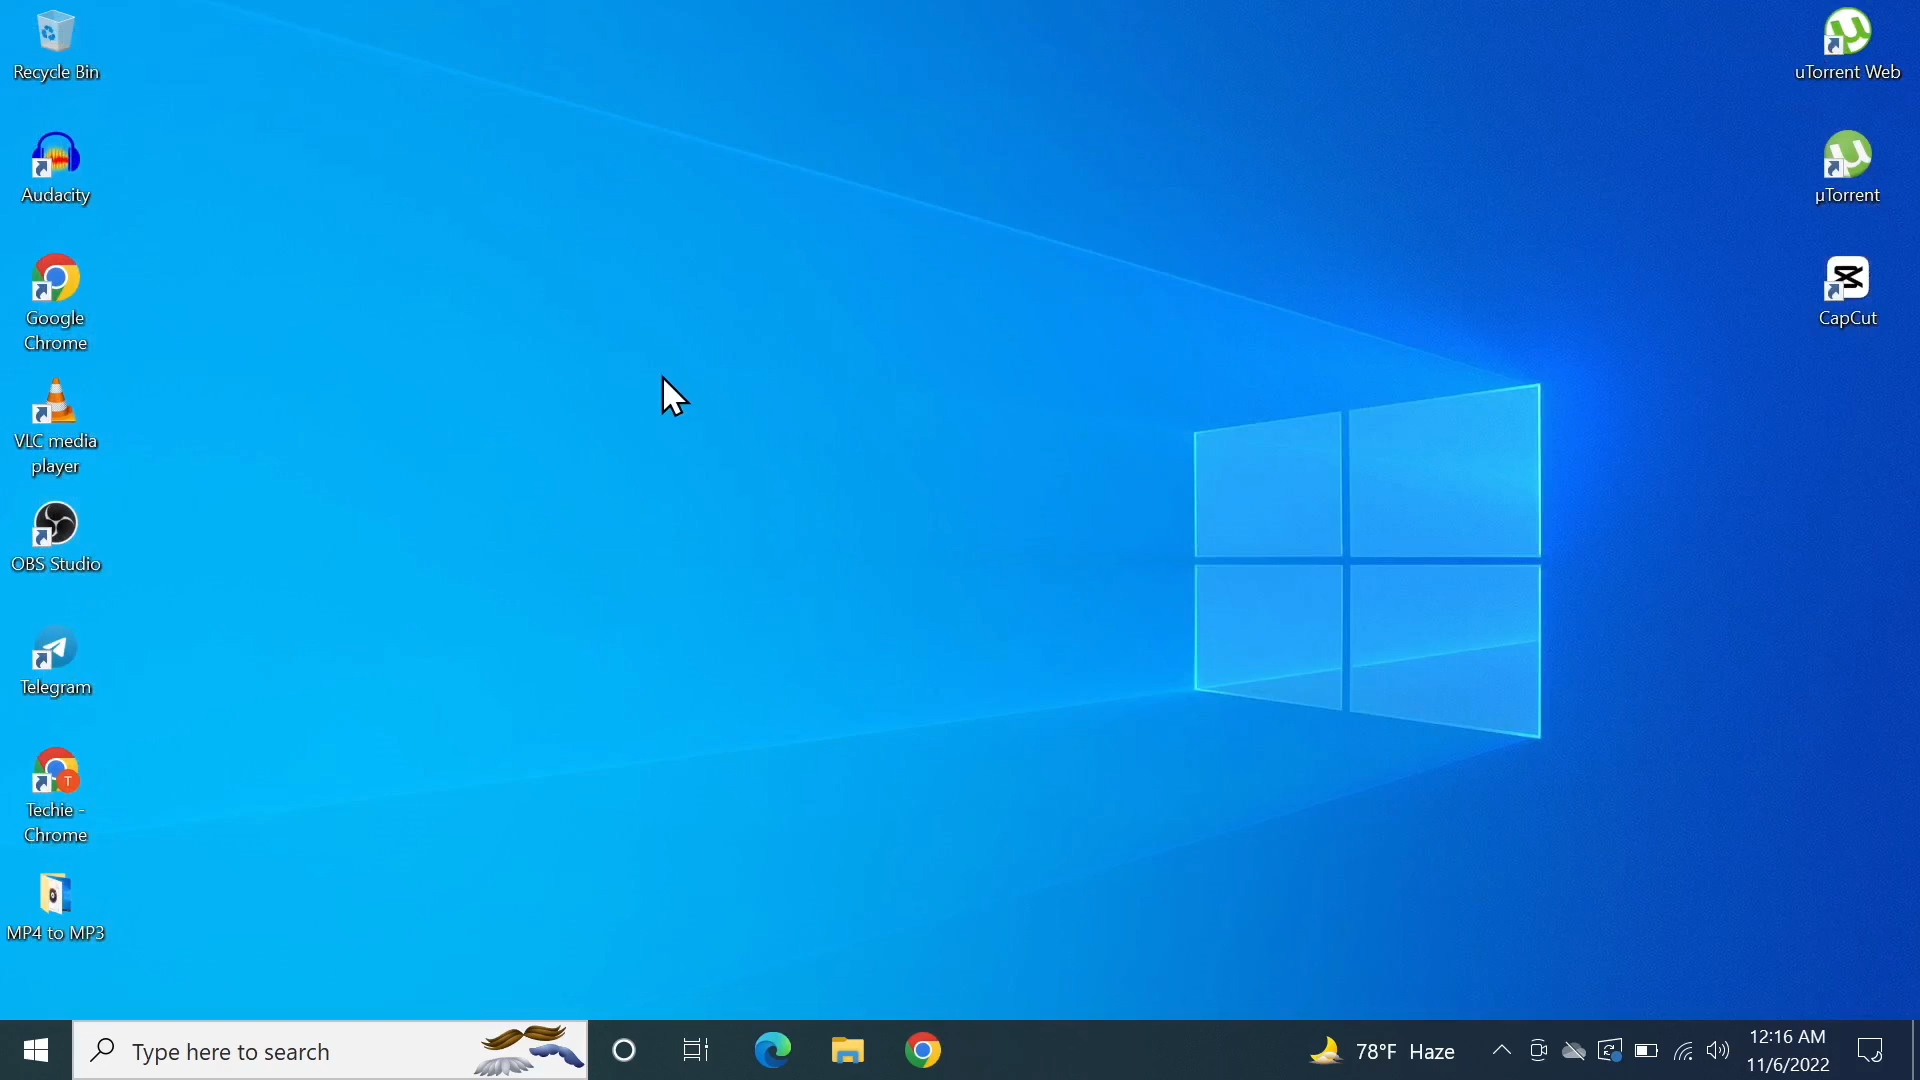 Recycle Bin
Audacity
Google
Chrome
VLC media
player
OBS Studio
Telegram
T
Techie -
Chrome
MP4 to MP3
uTorrent Web
µTorrent
CapCut
Type here to search
78°F Haze
12:16 AM
11/6/2022